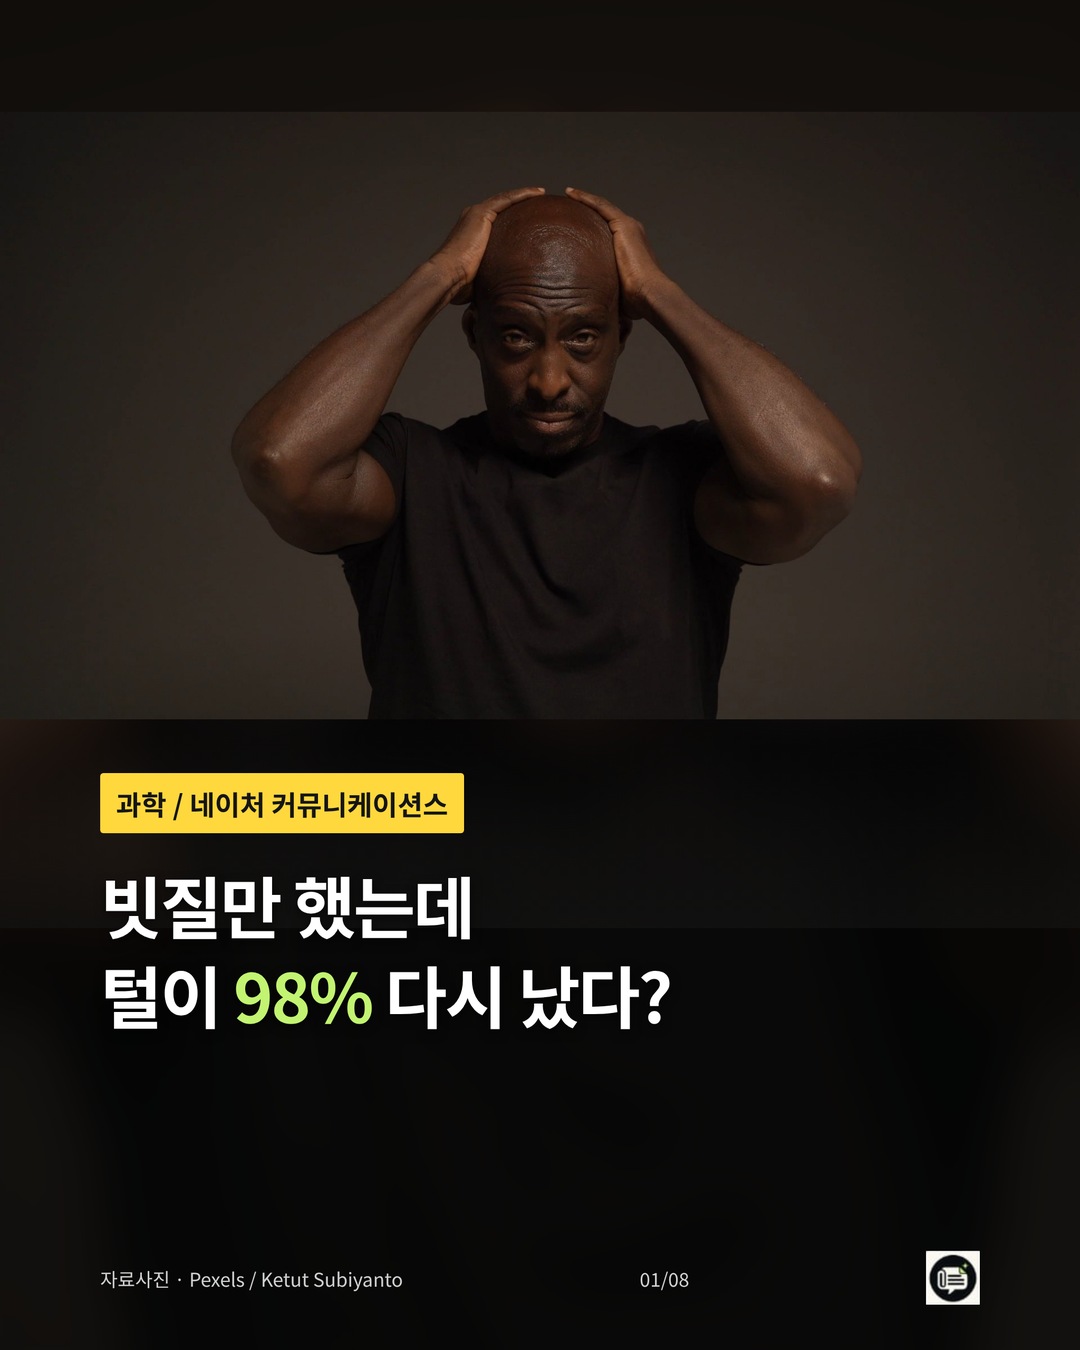 과학 / 네이처 커뮤니케이션스
빗질만 했는데
털이 98% 다시 났다?
자료사진 · Pexels / Ketut Subiyanto
01/08